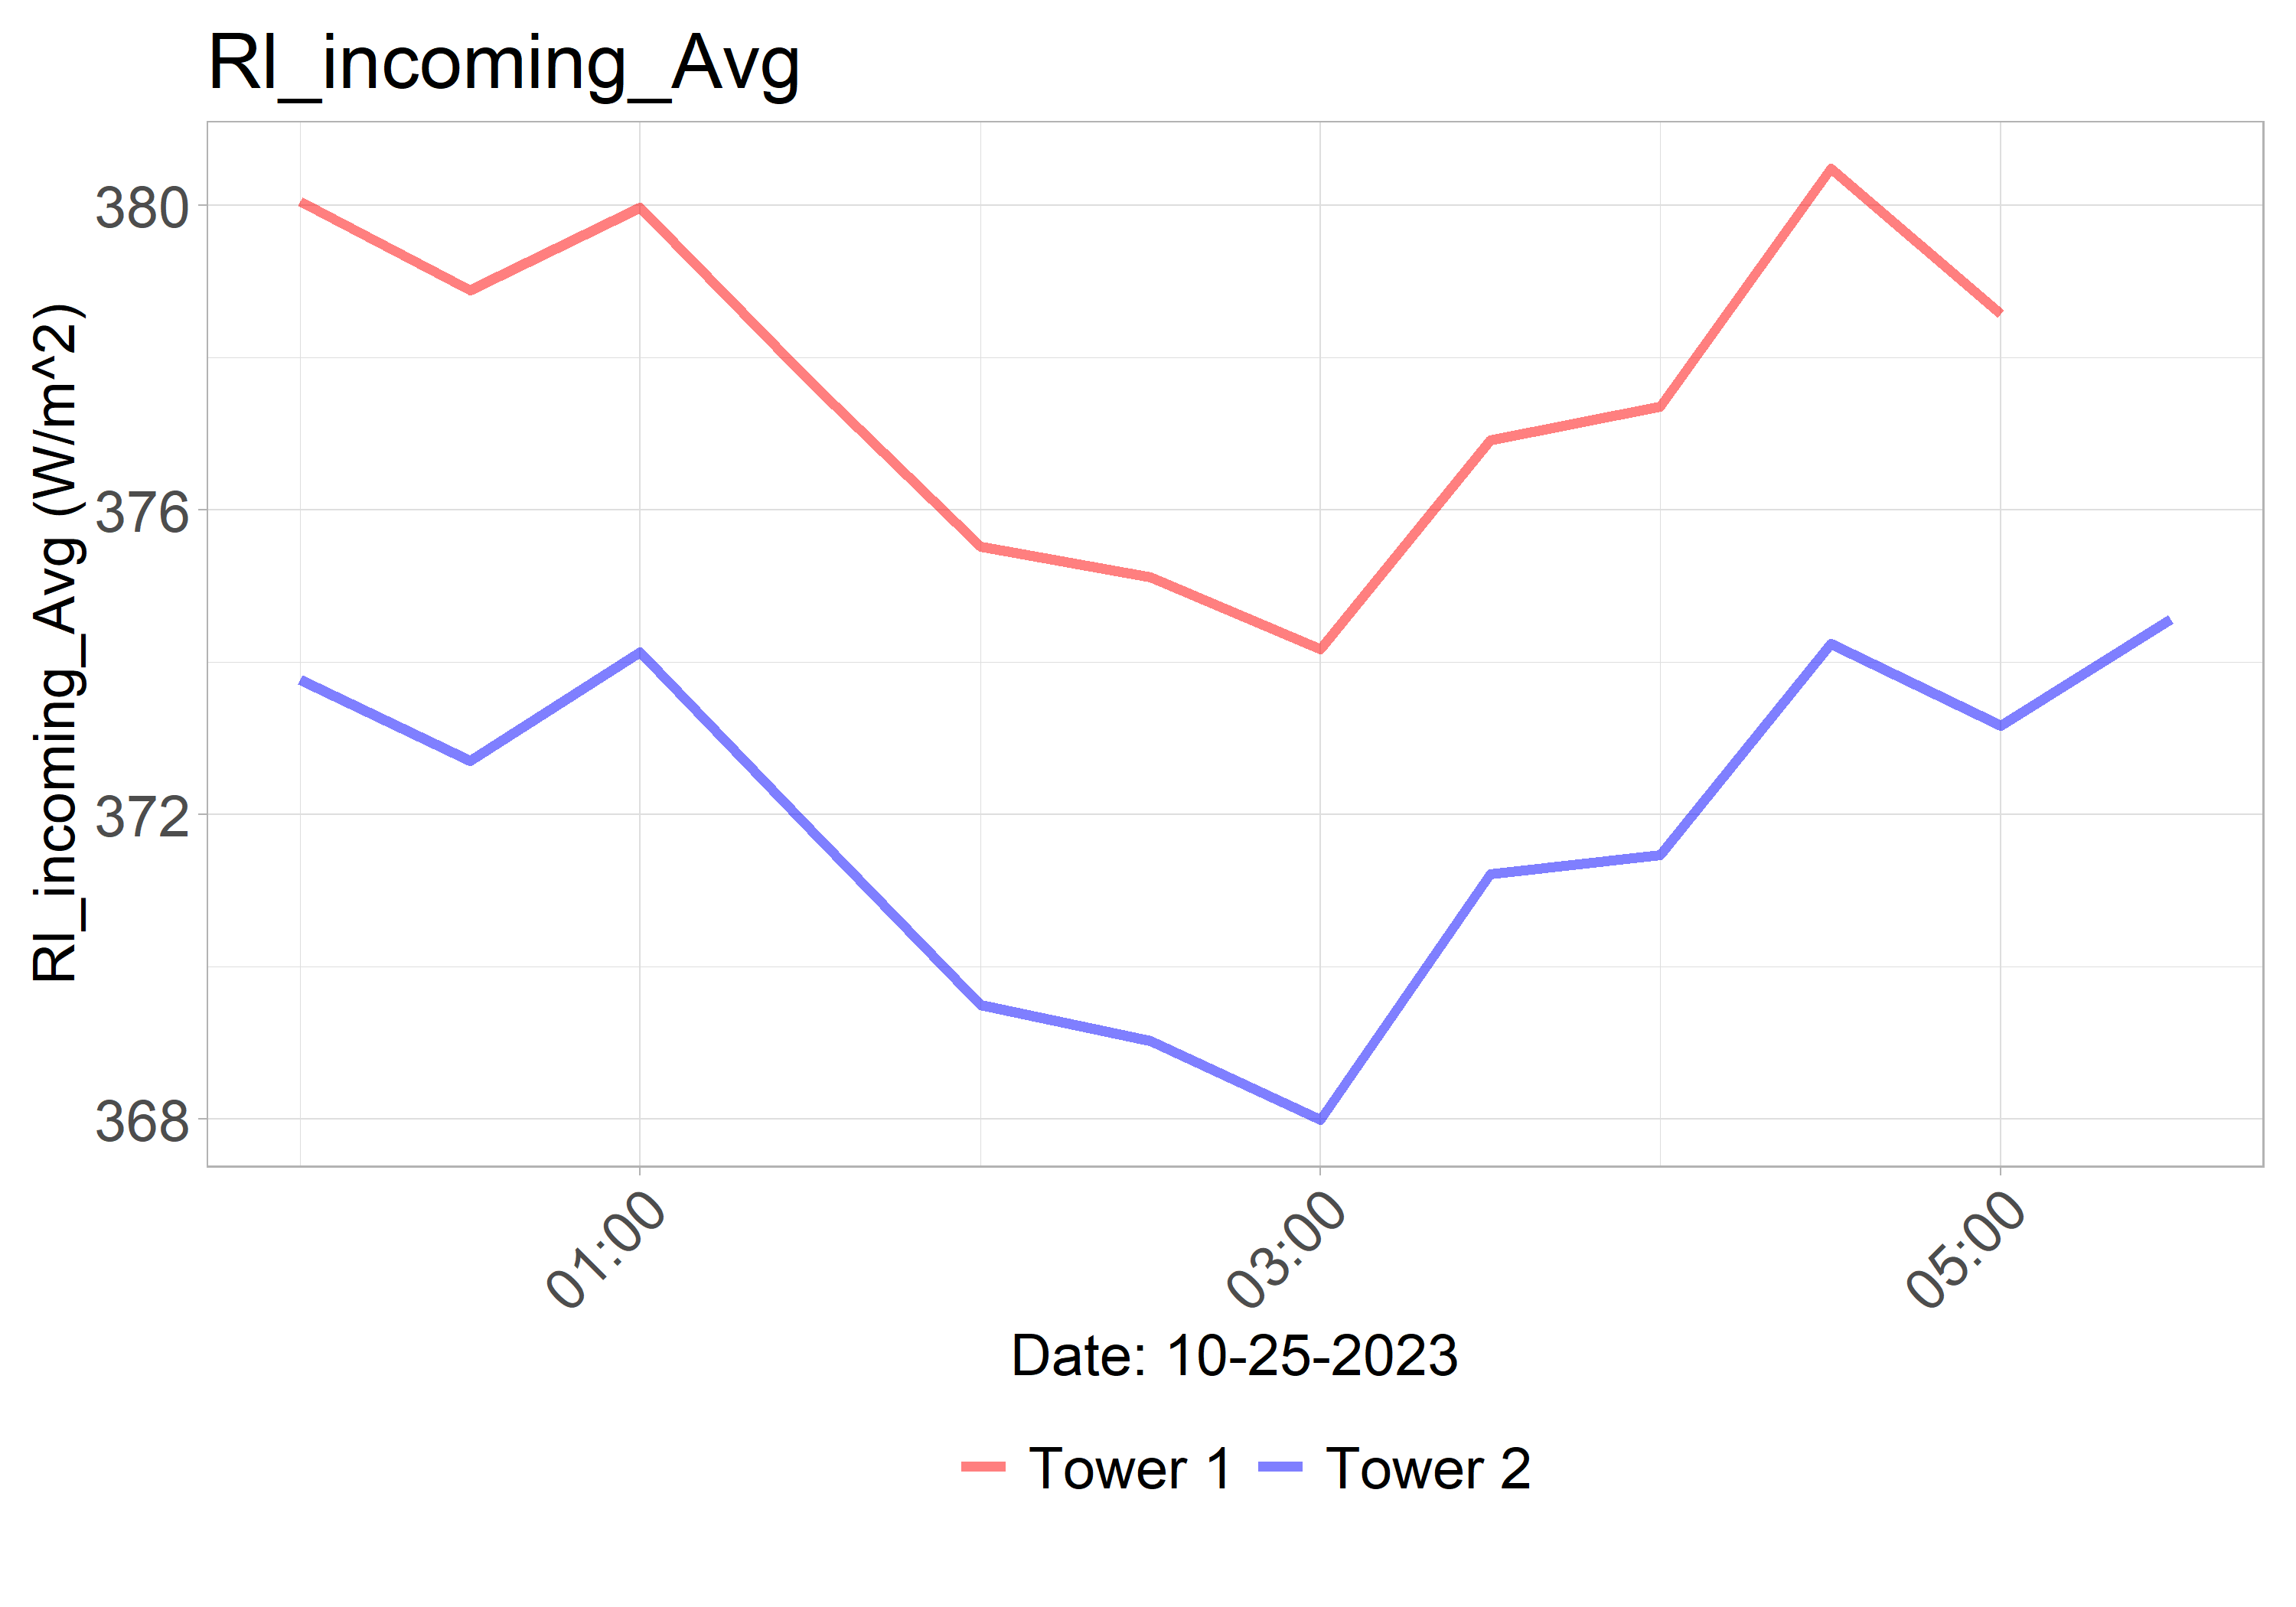 Rl_incoming_Avg
Rl_incoming_Avg (W/m^2)
380
376
372
368
01:00
03:00
05:00
Date: 10-25-2023
Tower 1
Tower 2